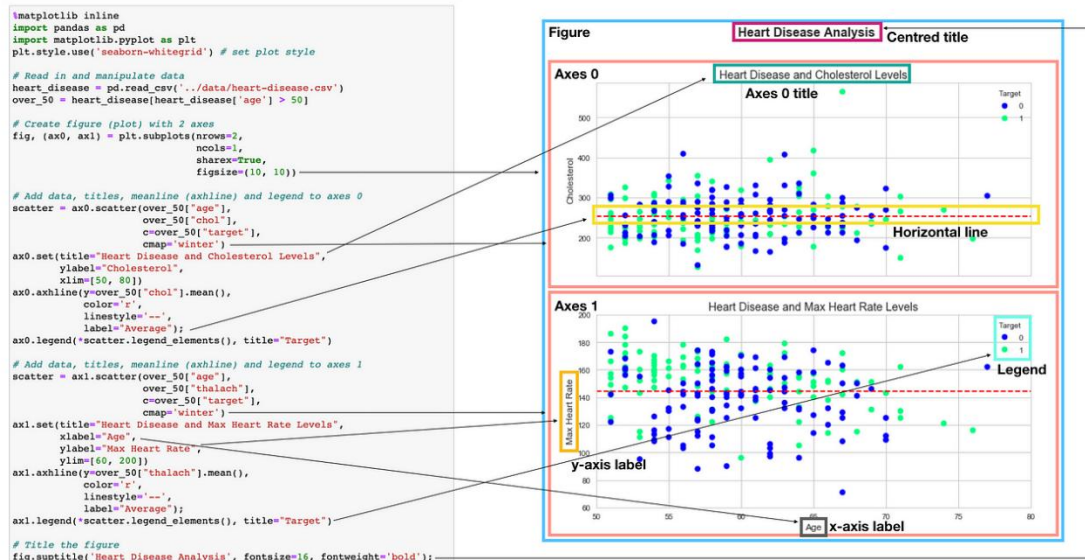 %matplotlib inline
import pandas as pd
import matplotlib.pyplot as plt
plt.style.use('seaborn-whitegrid') # set plot style
# Read in and manipulate data
heart_disease = pd.read_csv('../data/heart-disease.csv')
over_50 = heart_disease[heart_disease['age'] > 50]
# Create figure (plot) with 2 axes
fig, (ax0, ax1) = plt.subplots(nrows=2,
ncols=1,
sharex=True,
figsize=(10, 10))
# Add data, titles, meanline (axhline) and legend to axes 0
scatter = ax0.scatter(over_50["age"],
over_50["chol"],
c=over_50["target"],
cmap='winter')
ax0.set(title="Heart Disease and Cholesterol Levels",
ylabel="Cholesterol",
xlim=[50, 80])
ax0.axhline(y=over_50["chol"].mean(),
color='r',
linestyle='--',
label="Average");
ax0.legend(*scatter.legend_elements(), title="Target")
# Add data, titles, meanline (axhline) and legend to axes 1
scatter = ax1.scatter(over_50["age"],
over_50["thalach"],
c=over_50["target"],
cmap='winter')
ax1.set(title="Heart Disease and Max Heart Rate Levels",
xlabel="Age",
ylabel="Max Heart Rate",
ylim=[60, 200])
ax1.axhline(y=over_50["thalach"].mean(),
color='r',
linestyle='--',
label="Average");
ax1.legend(*scatter.legend_elements(), title="Target")
# Title the figure
fig.suptitle('Heart Disease Analysis', fontsize=16, fontweight='bold');
Figure
Heart Disease Analysis
Centred title
Axes 0
Heart Disease and Cholesterol Levels
Axes 0 title
Target
0
1
500
400
300
200
100
Cholesterol
Horizontal line
Axes 1
Heart Disease and Max Heart Rate Levels
Target
0
1
Legend
200
180
160
140
120
100
80
60
Max Heart Rate
y-axis label
50
55
60
65
70
75
80
Age
x-axis label